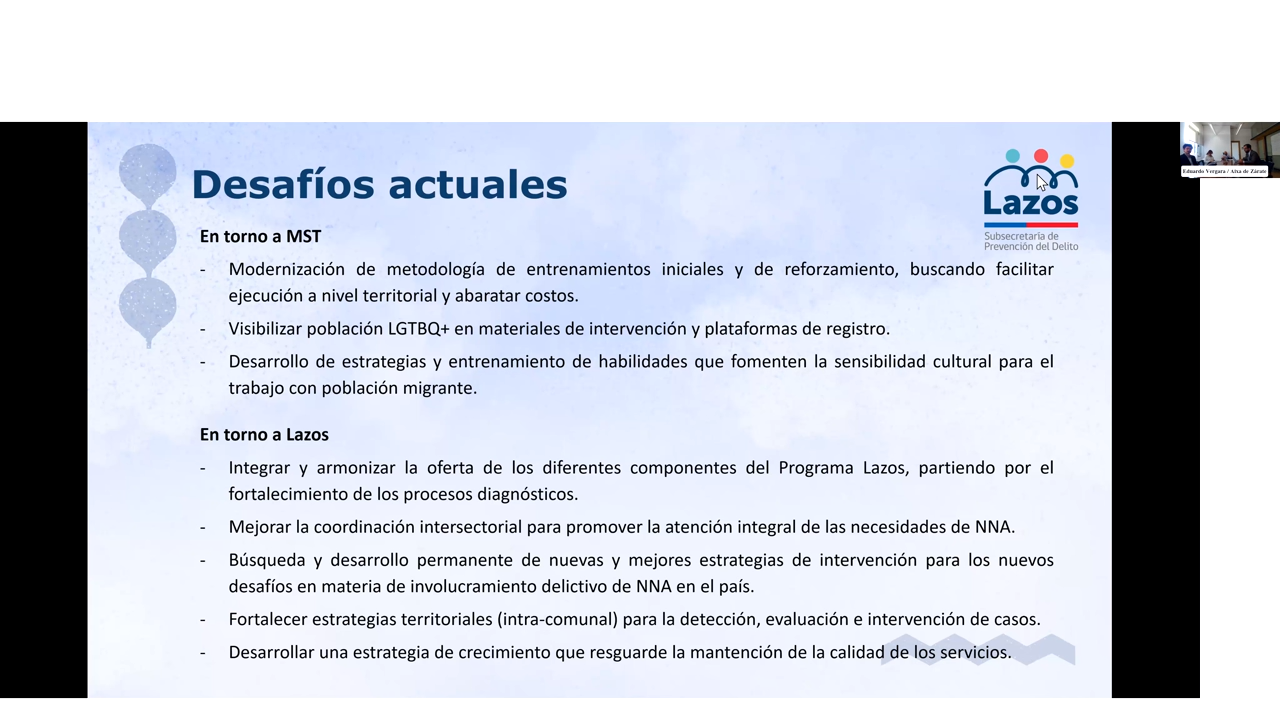 Desafíos actuales
Lazos
Subsecretaría de
Prevención del Delito
Eduardo Vergara / Aixa de Zárate
En torno a MST
- Modernización de metodología de entrenamientos iniciales y de reforzamiento, buscando facilitar
ejecución a nivel territorial y abaratar costos.
- Visibilizar población LGTBQ+ en materiales de intervención y plataformas de registro.
- Desarrollo de estrategias y entrenamiento de habilidades que fomenten la sensibilidad cultural para el
trabajo con población migrante.
En torno a Lazos
- Integrar y armonizar la oferta de los diferentes componentes del Programa Lazos, partiendo por el
fortalecimiento de los procesos diagnósticos.
- Mejorar la coordinación intersectorial para promover la atención integral de las necesidades de NNA.
- Búsqueda y desarrollo permanente de nuevas y mejores estrategias de intervención para los nuevos
desafíos en materia de involucramiento delictivo de NNA en el país.
- Fortalecer estrategias territoriales (intra-comunal) para la detección, evaluación e intervención de casos.
- Desarrollar una estrategia de crecimiento que resguarde la mantención de la calidad de los servicios.